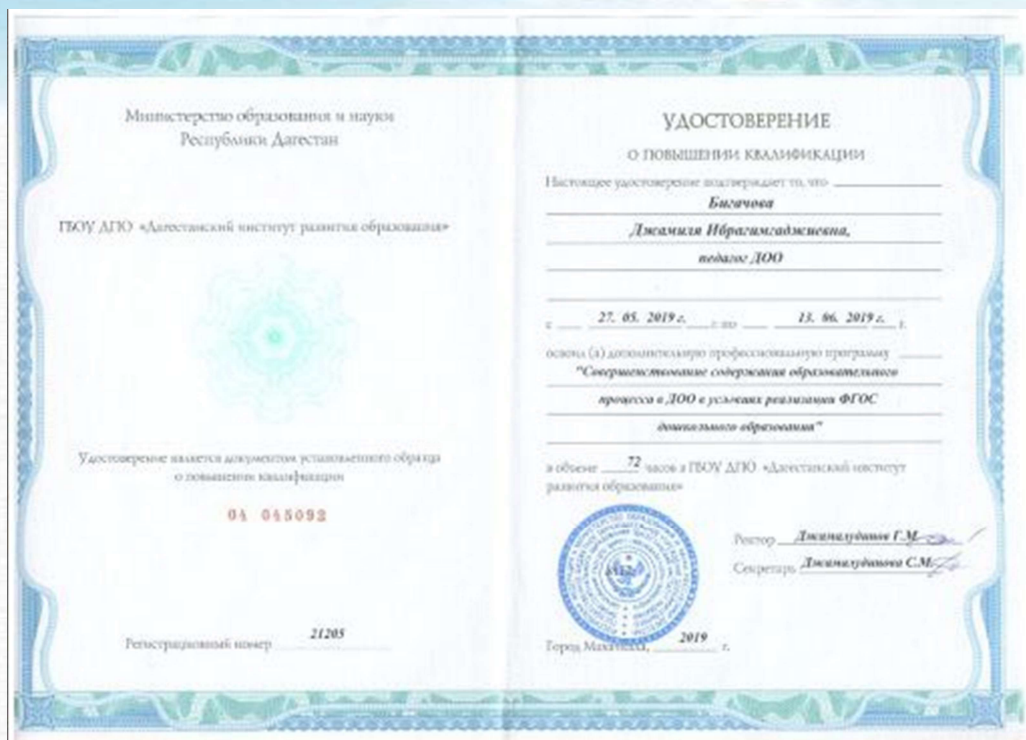 Министерство образования и науки
Республики Дагестан
ГБОУ ДПО «Дагестанский институт развития образования»
Удостоверение является документом установленного образца
о повышении квалификации
04 045092
Регистрационный номер 21205
УДОСТОВЕРЕНИЕ
О ПОВЫШЕНИИ КВАЛИФИКАЦИИ
Настоящее удостоверение подтверждает то, что
Бигачова
Джамиля Ибрагимгаджиевна,
педагог ДОО
с 27. 05. 2019 г. г. по 13. 06. 2019 г. г.
освоил (а) дополнительную профессиональную программу
"Совершенствование содержания образовательного
процесса в ДОО в условиях реализации ФГОС
дошкольного образования"
в объеме 72 часов в ГБОУ ДПО «Дагестанский институт
развития образования»
Ректор Джамалудинов Г.М.
Секретарь Джамалудинова С.М.
Город Махачкала, 2019 г.